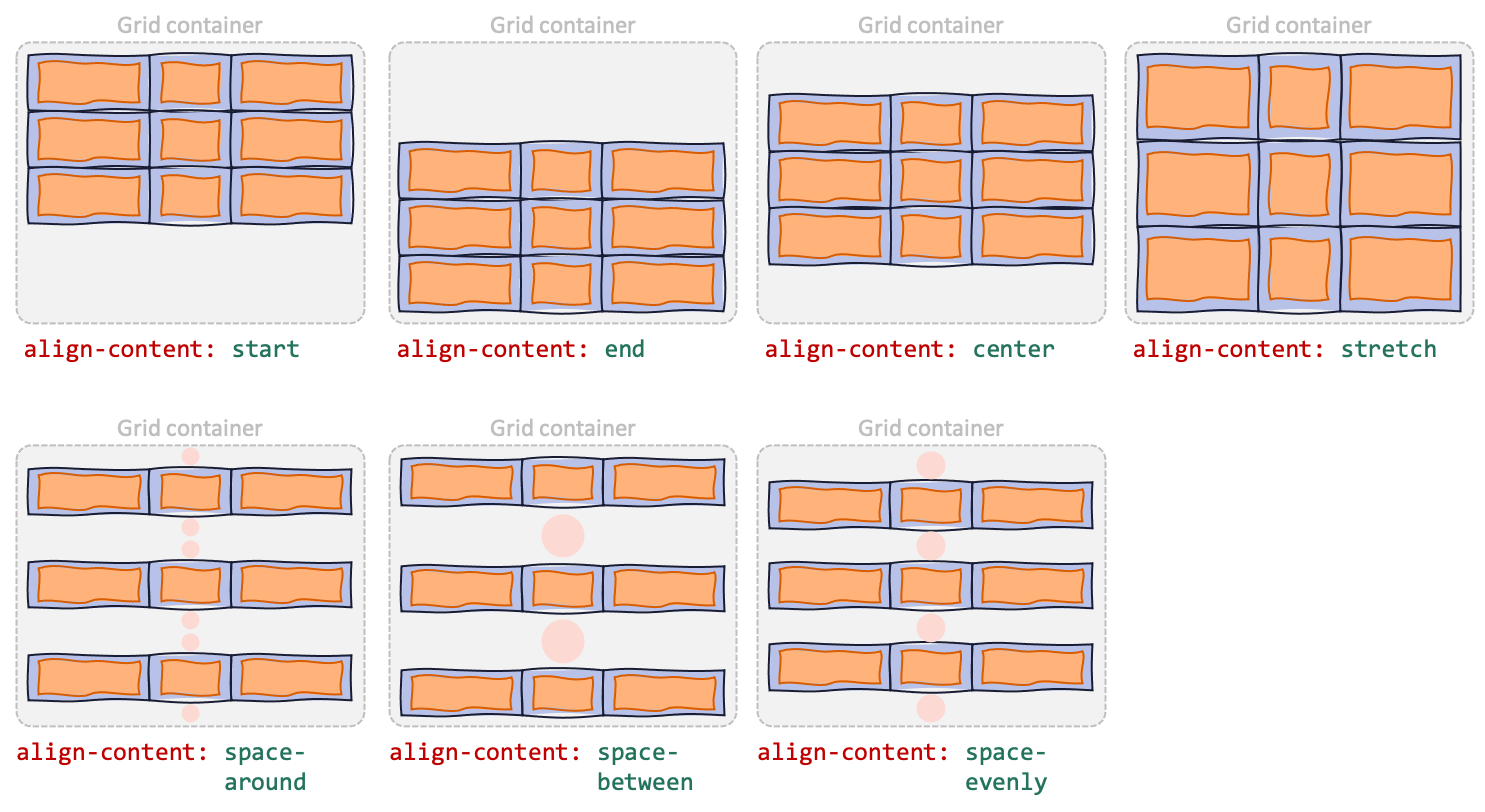 Grid container
Grid container
Grid container
Grid container
align-content: start
align-content: end
align-content: center
align-content: stretch
Grid container
Grid container
Grid container
align-content: space-
around
align-content: space-
between
align-content: space-
evenly